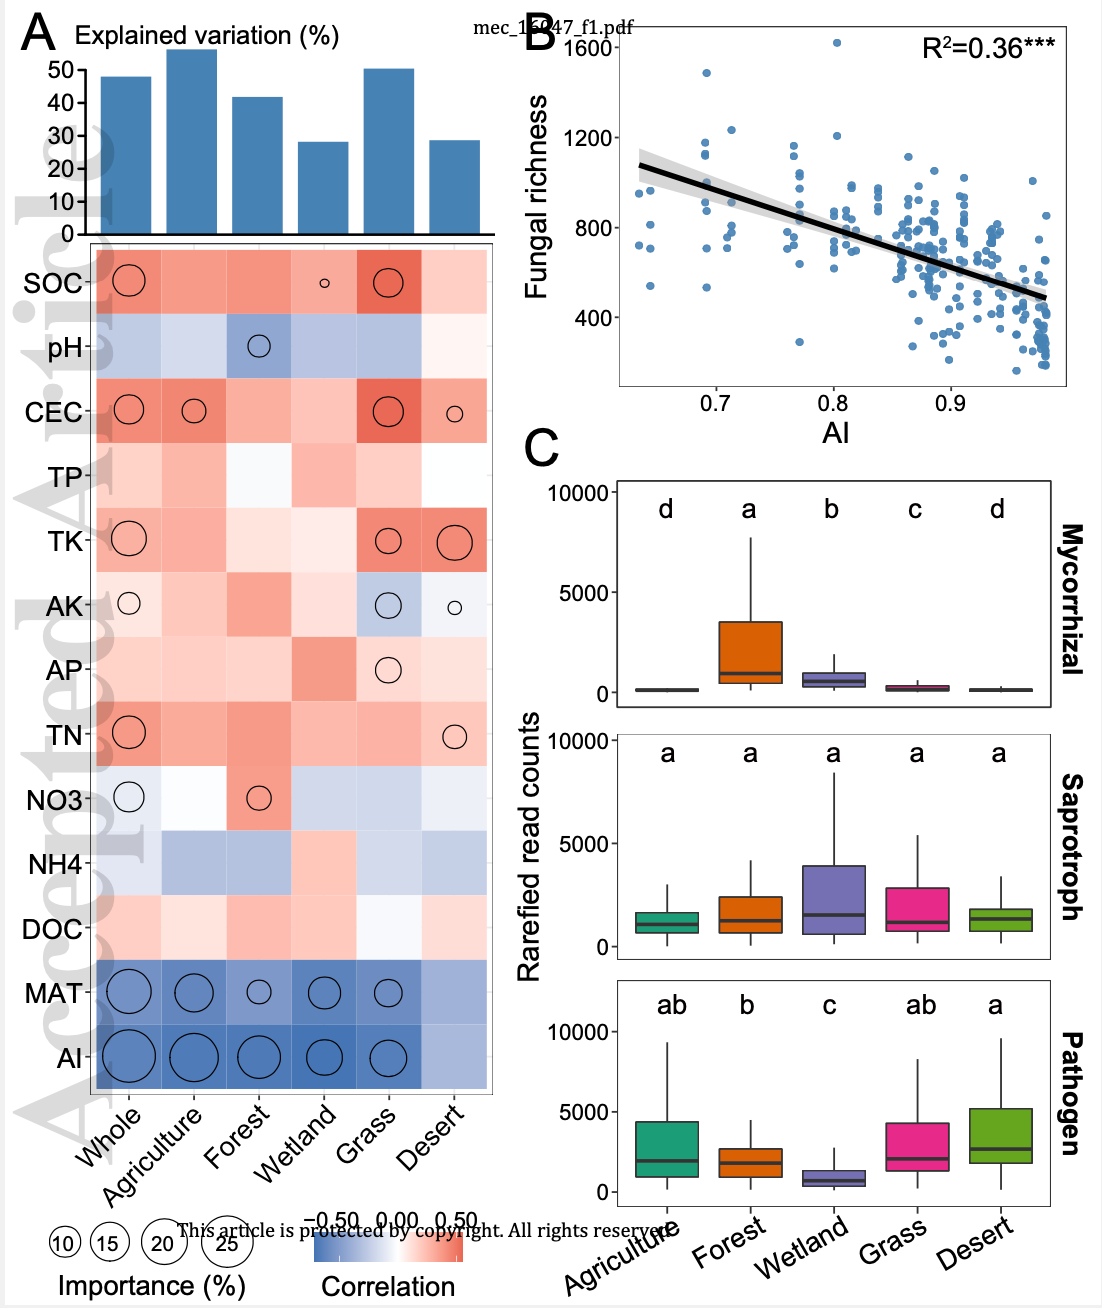 mec_16047_f1.pdf
A
Explained variation (%)
50
40
30
20
10
0
SOC
pH
CEC
TP
TK
AK
AP
TN
NO3
NH4
DOC
MAT
AI
Whole
Agriculture
Forest
Wetland
Grass
Desert
10 15 20 25
Importance (%)
−0.50 0.00 0.50
Correlation
B
R²=0.36***
Fungal richness
1600
1200
800
400
0.7 0.8 0.9
AI
C
Rarefied read counts
10000
5000
0
d a b c d
Mycorrhizal
10000
5000
0
a a a a a
Saprotroph
10000
5000
0
ab b c ab a
Pathogen
Agriculture
Forest
Wetland
Grass
Desert
Accepted Article
This article is protected by copyright. All rights reserved